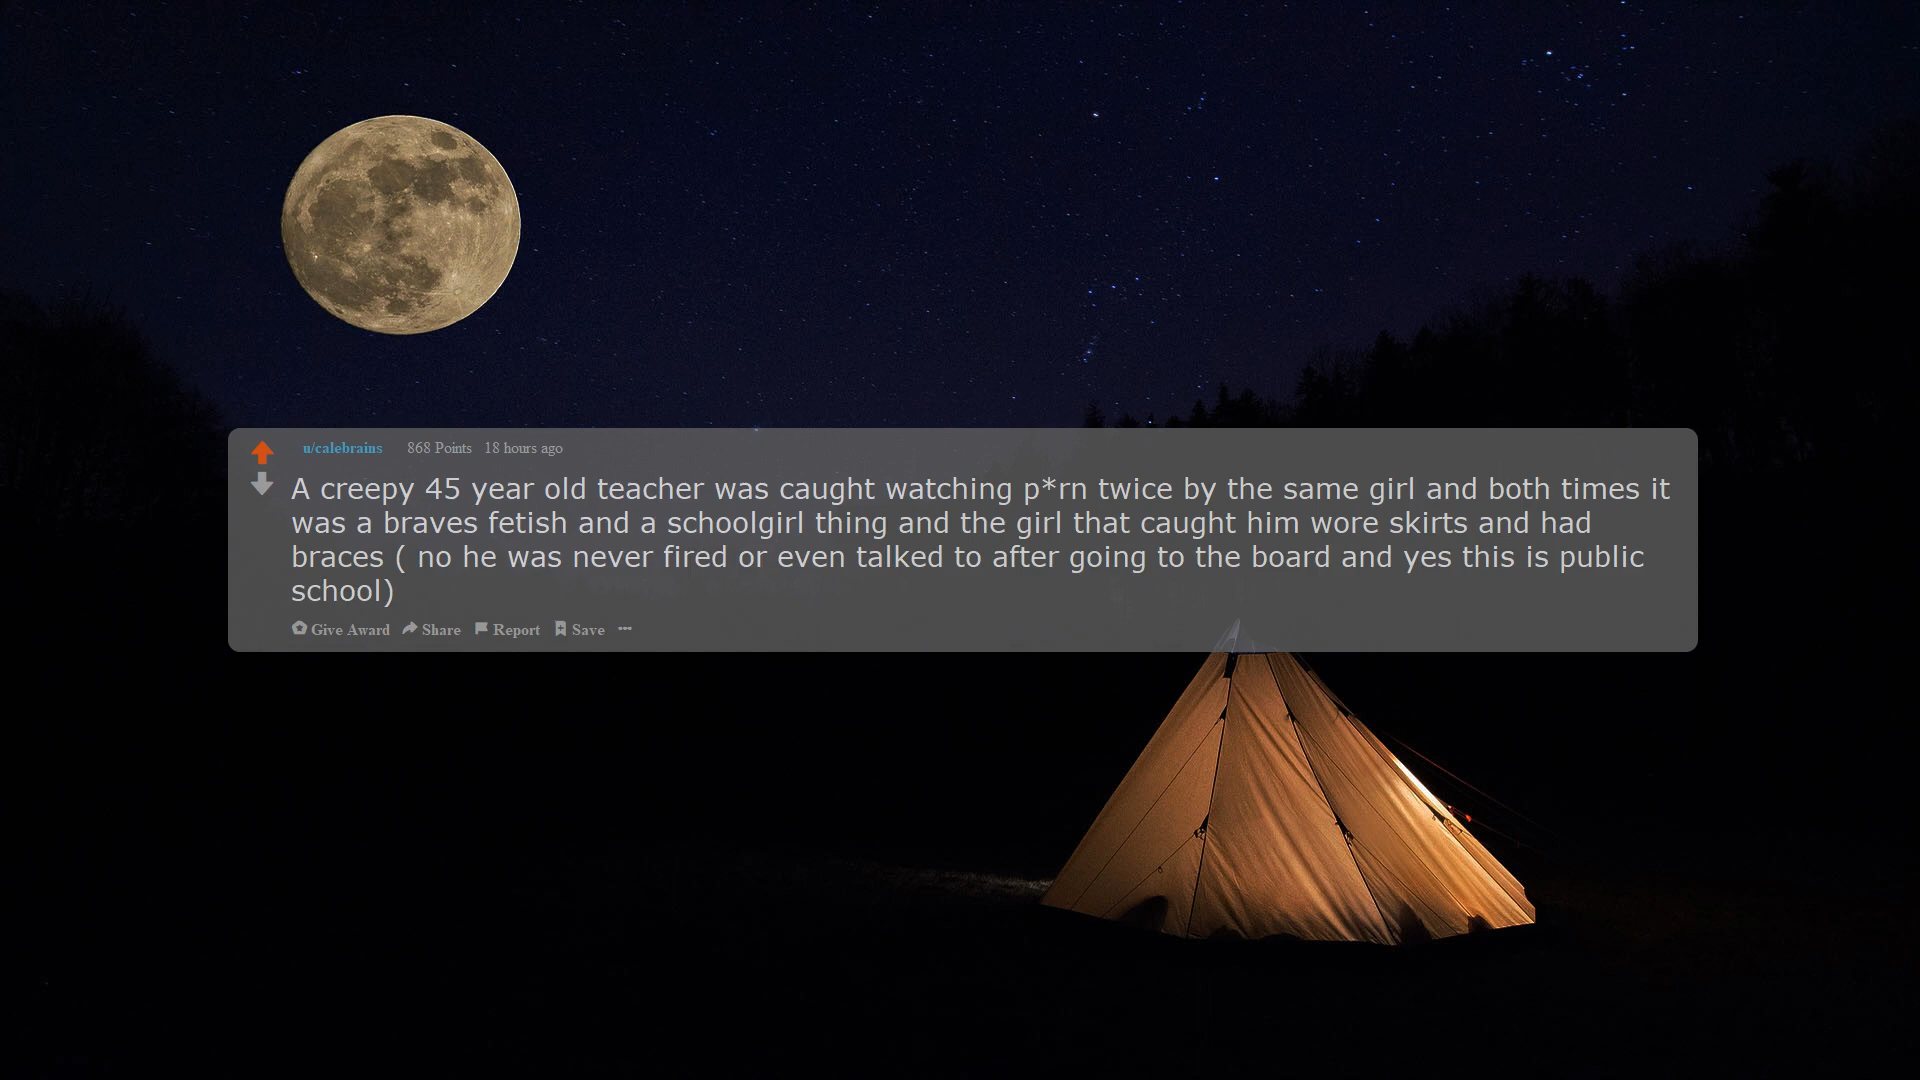 u/calebrains 868 Points 18 hours ago
A creepy 45 year old teacher was caught watching p*rn twice by the same girl and both times it
was a braves fetish and a schoolgirl thing and the girl that caught him wore skirts and had
braces ( no he was never fired or even talked to after going to the board and yes this is public
school)
Give Award Share Report Save